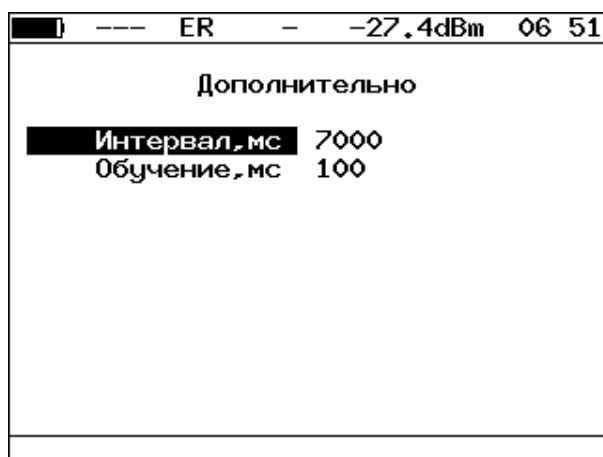 --- ER - -27.4dBm 06 51
Дополнительно
Интервал,мс 7000
Обучение,мс 100